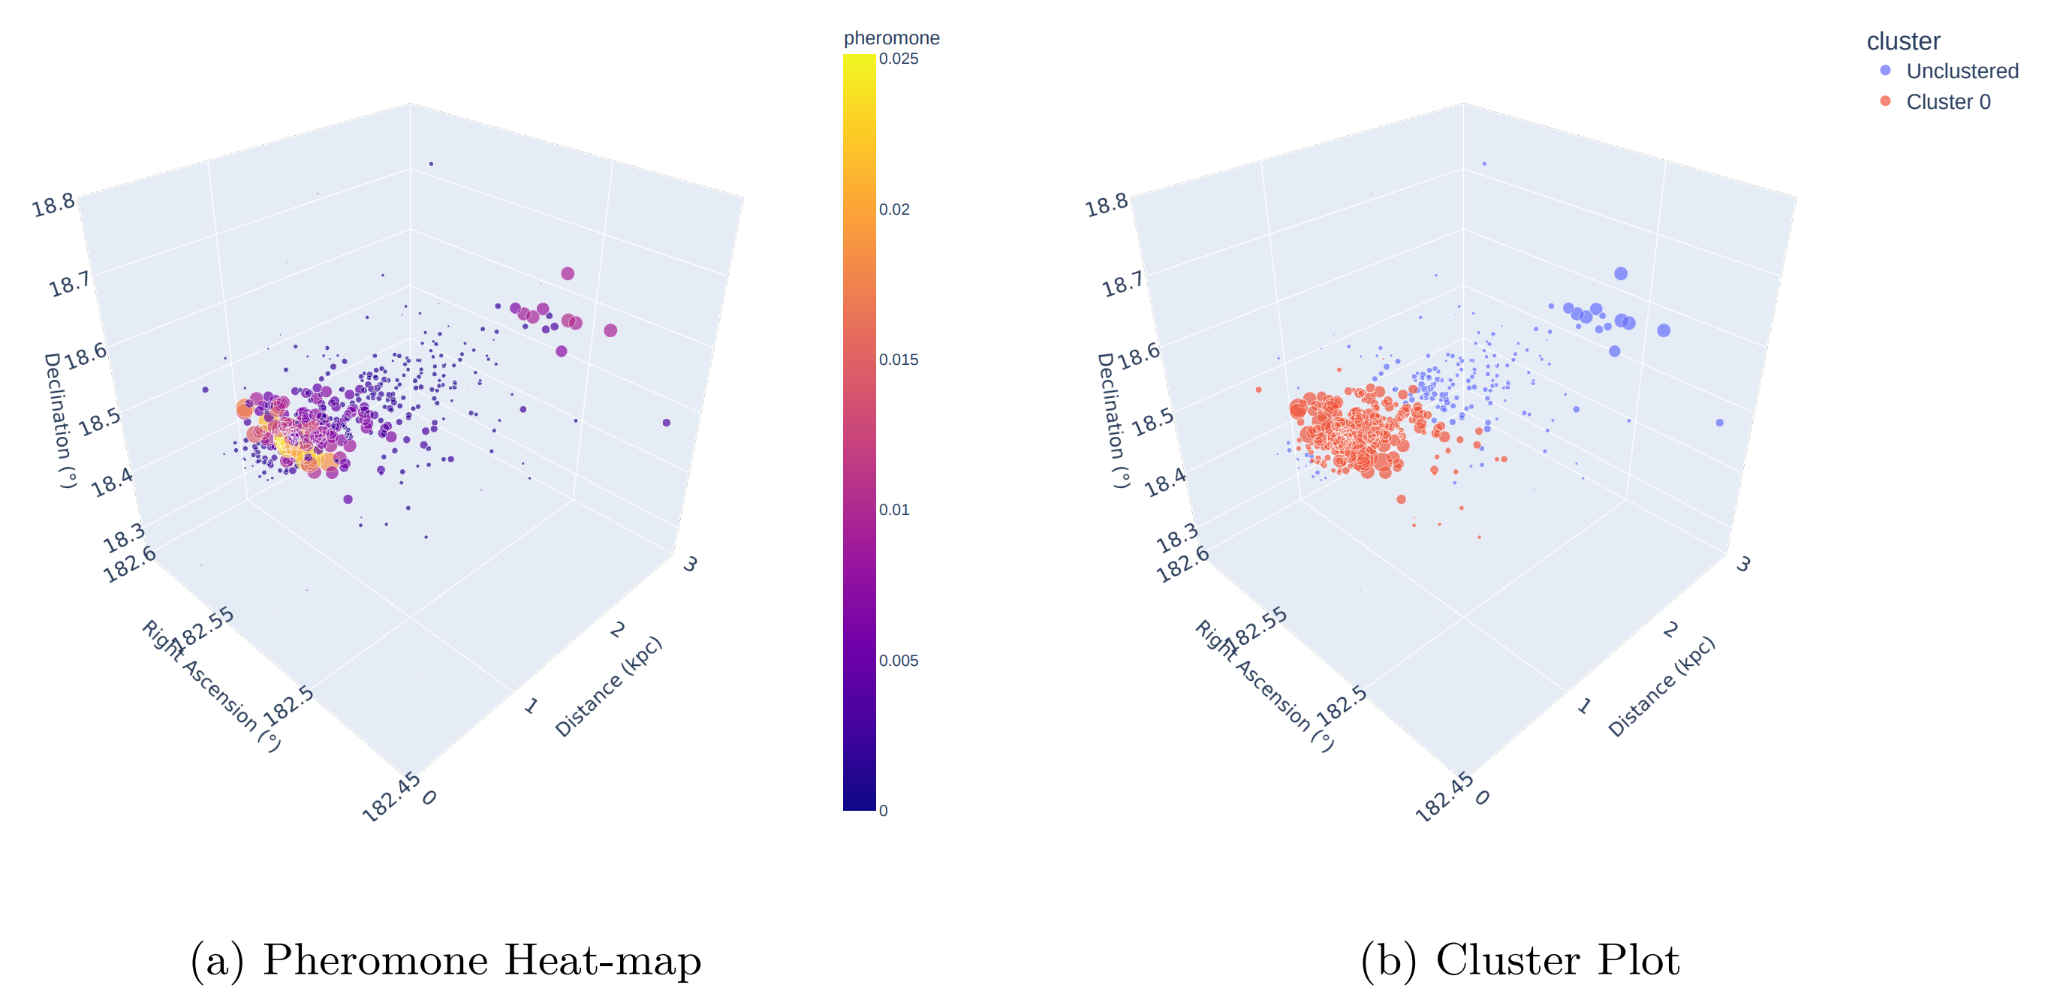 pheromone
0.025
0.02
0.015
0.01
0.005
0
18.8
18.7
18.6
18.5
18.4
18.3
Declination (°)
182.6
182.55
182.5
182.45
Right Ascension (°)
0
1
2
3
Distance (kpc)
(a) Pheromone Heat-map
cluster
Unclustered
Cluster 0
18.8
18.7
18.6
18.5
18.4
18.3
Declination (°)
182.6
182.55
182.5
182.45
Right Ascension (°)
0
1
2
3
Distance (kpc)
(b) Cluster Plot